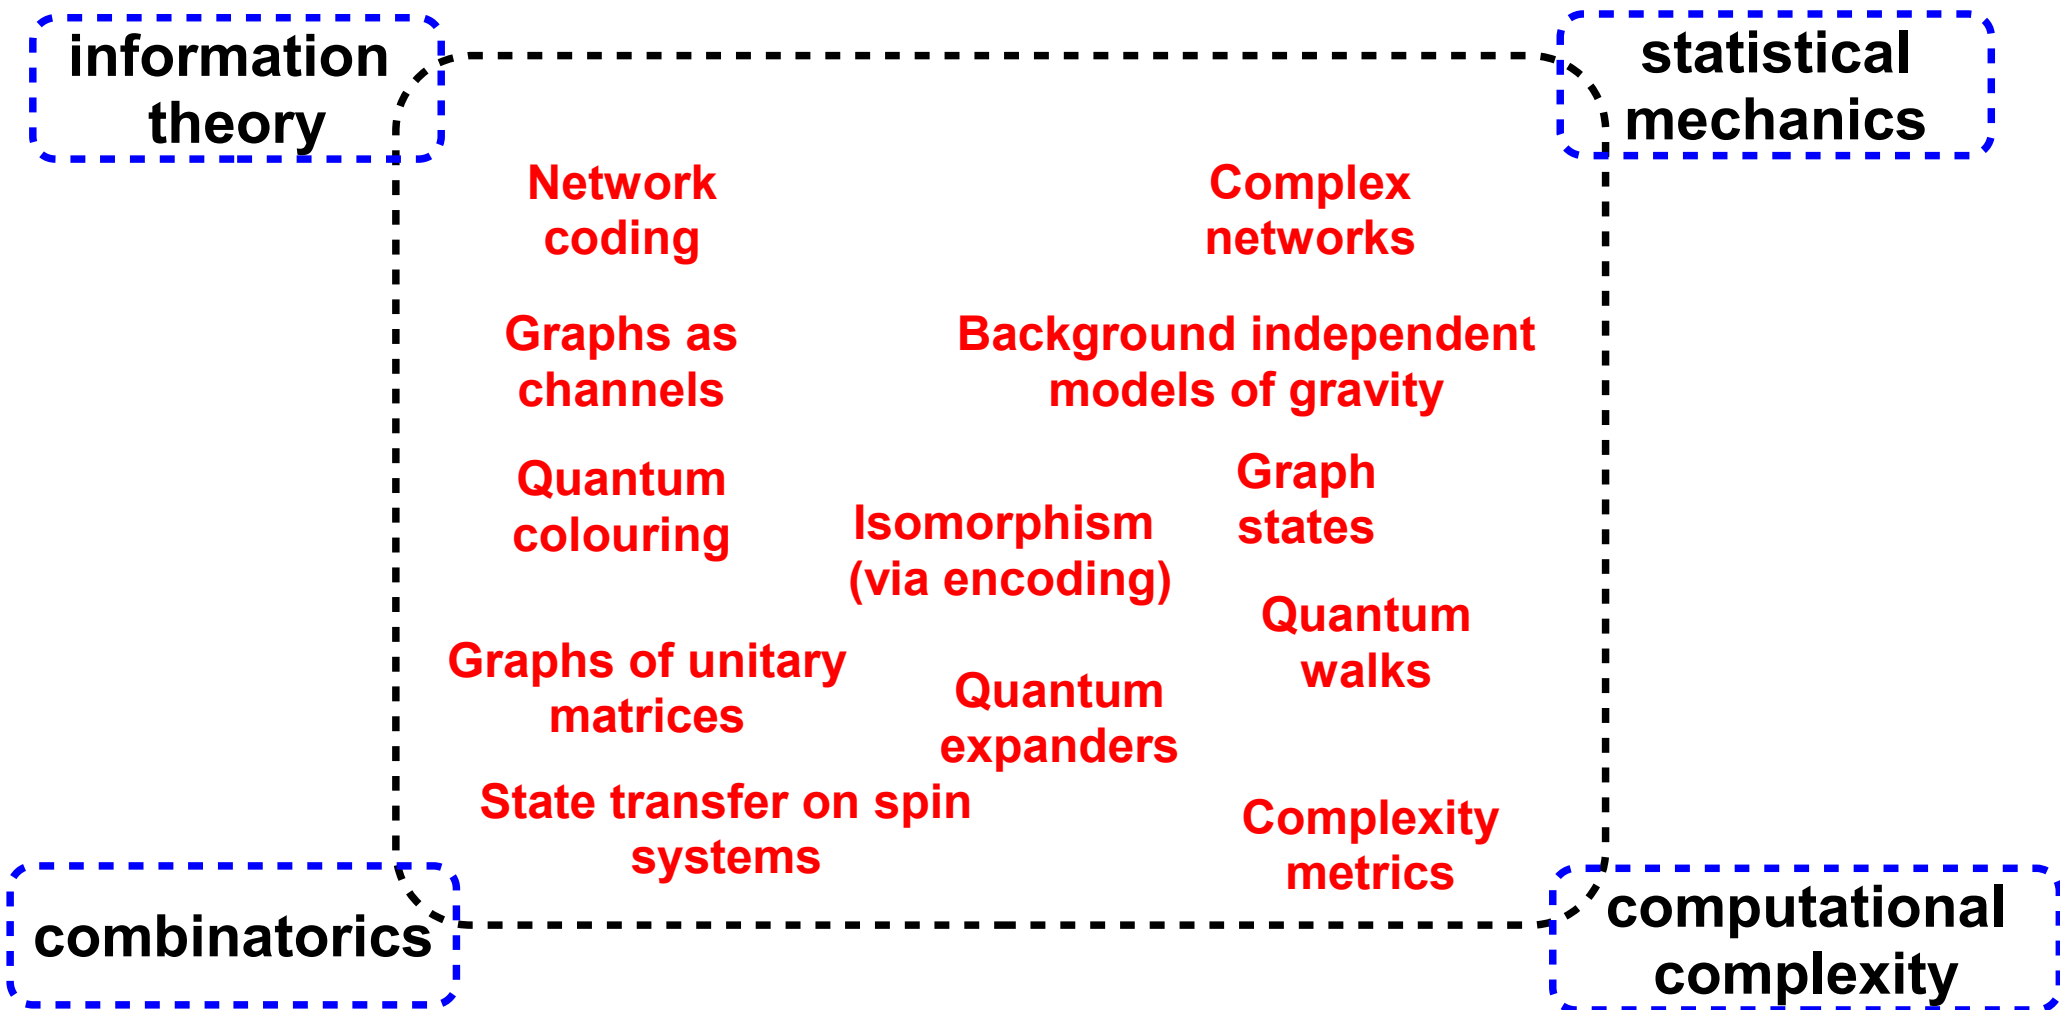 information
theory
statistical
mechanics
Network
coding
Complex
networks
Graphs as
channels
Background independent
models of gravity
Quantum
colouring
Isomorphism
(via encoding)
Graph
states
Quantum
walks
Graphs of unitary
matrices
Quantum
expanders
State transfer on spin
systems
Complexity
metrics
combinatorics
computational
complexity